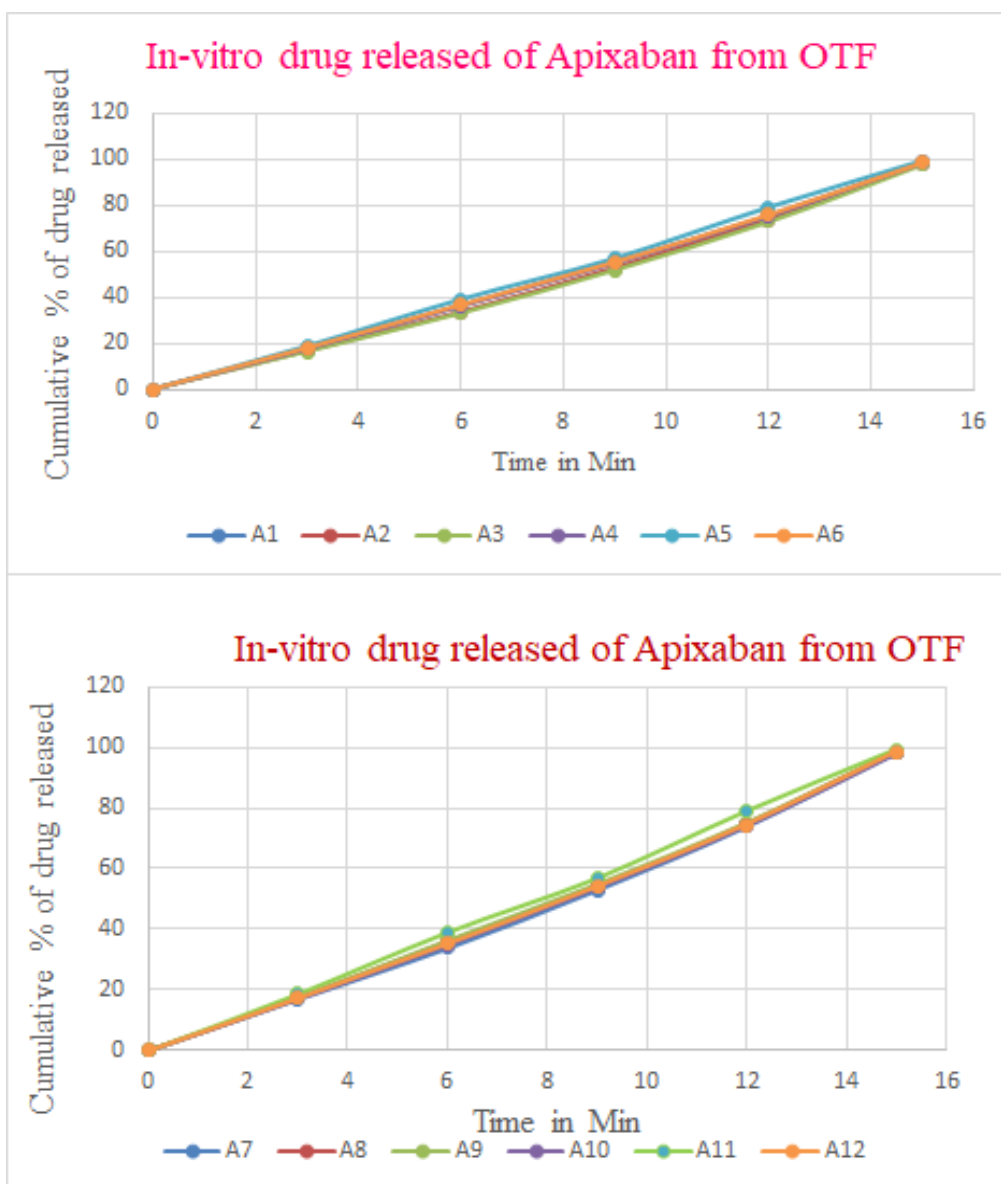 In-vitro drug released of Apixaban from OTF
Cumulative % of drug released
120
100
80
60
40
20
0
0 2 4 6 8 10 12 14 16
Time in Min
A1 A2 A3 A4 A5 A6
In-vitro drug released of Apixaban from OTF
Cumulative % of drug released
120
100
80
60
40
20
0
0 2 4 6 8 10 12 14 16
Time in Min
A7 A8 A9 A10 A11 A12